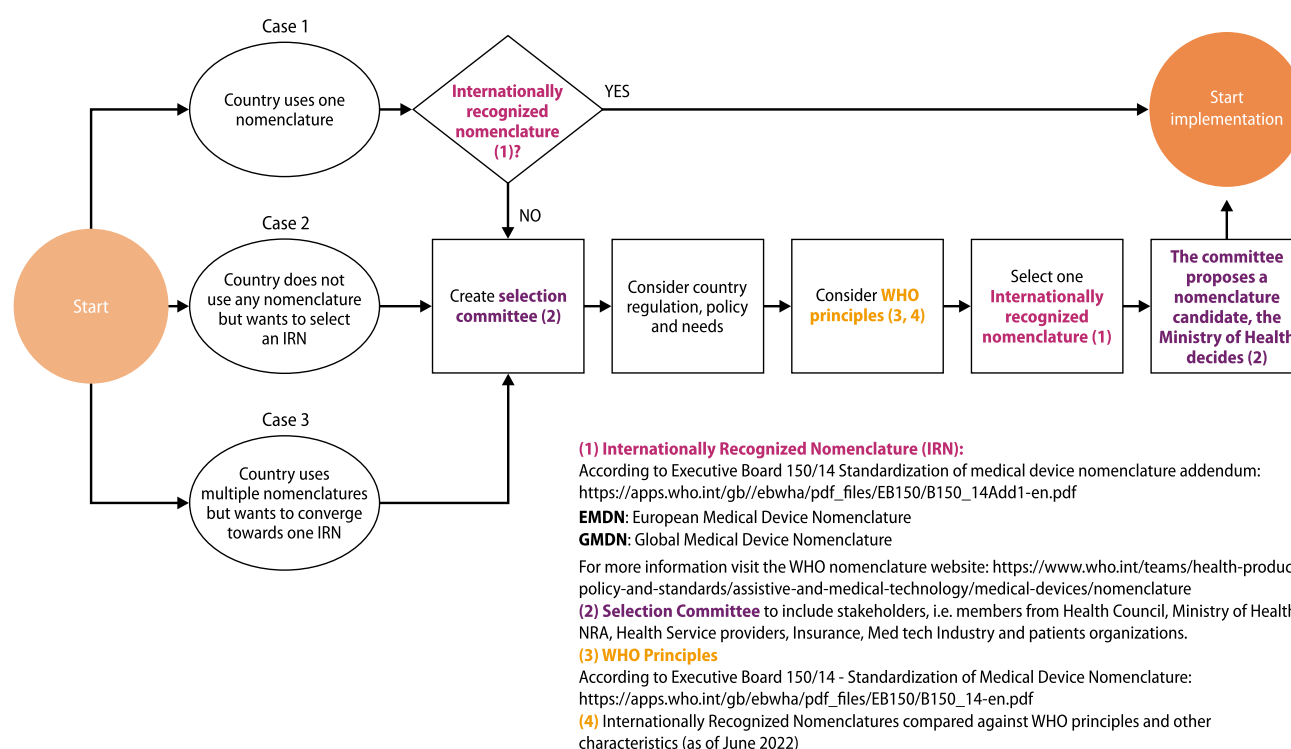 Case 1
Country uses one
nomenclature
Internationally
recognized
nomenclature
(1)?
YES
Start
implementation
NO
Start
Case 2
Country does not
use any nomenclature
but wants to select
an IRN
Create selection
committee (2)
Consider country
regulation, policy
and needs
Consider WHO
principles (3, 4)
Select one
Internationally
recognized
nomenclature (1)
The committee
proposes a
nomenclature
candidate, the
Ministry of Health
decides (2)
Case 3
Country uses
multiple nomenclatures
but wants to converge
towards one IRN
(1) Internationally Recognized Nomenclature (IRN):
According to Executive Board 150/14 Standardization of medical device nomenclature addendum:
https://apps.who.int/gb//ebwha/pdf_files/EB150/B150_14Add1-en.pdf
EMDN: European Medical Device Nomenclature
GMDN: Global Medical Device Nomenclature
For more information visit the WHO nomenclature website: https://www.who.int/teams/health-produc
policy-and-standards/assistive-and-medical-technology/medical-devices/nomenclature
(2) Selection Committee to include stakeholders, i.e. members from Health Council, Ministry of Health
NRA, Health Service providers, Insurance, Med tech Industry and patients organizations.
(3) WHO Principles
According to Executive Board 150/14 - Standardization of Medical Device Nomenclature:
https://apps.who.int/gb/ebwha/pdf_files/EB150/B150_14-en.pdf
(4) Internationally Recognized Nomenclatures compared against WHO principles and other
characteristics (as of June 2022)